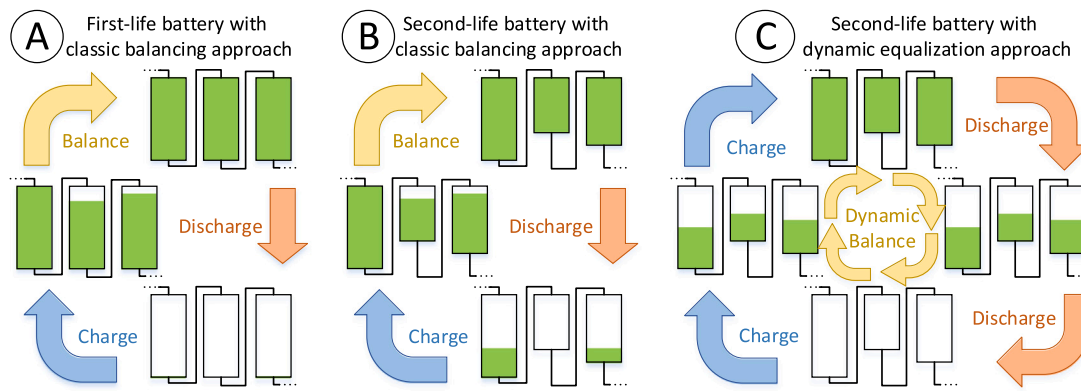 A
First-life battery with
classic balancing approach
Balance
Discharge
Charge
B
Second-life battery with
classic balancing approach
Balance
Discharge
Charge
C
Second-life battery with
dynamic equalization approach
Charge
Discharge
Dynamic
Balance
Charge
Discharge